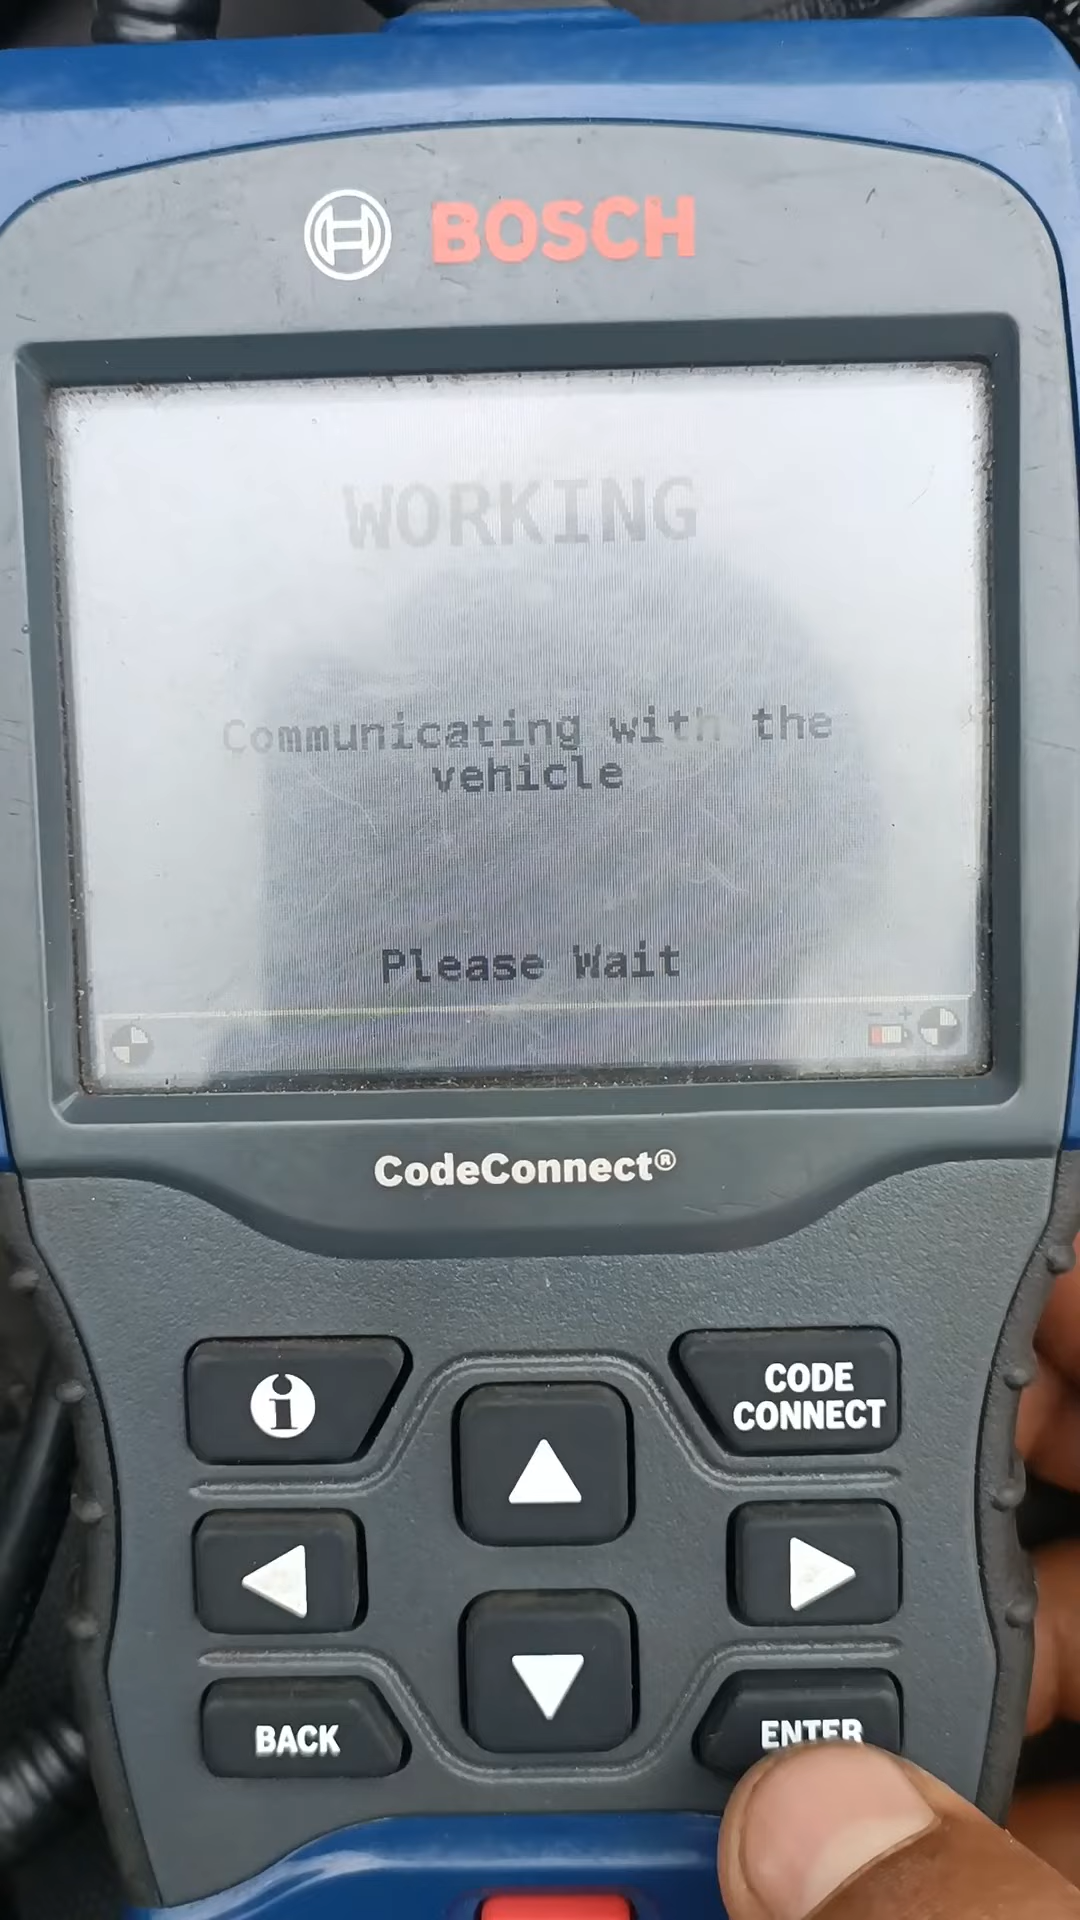 BOSCH
WORKING
Communicating with the
vehicle
Please Wait
- +
CodeConnect®
i
CODE
CONNECT
BACK
ENTER